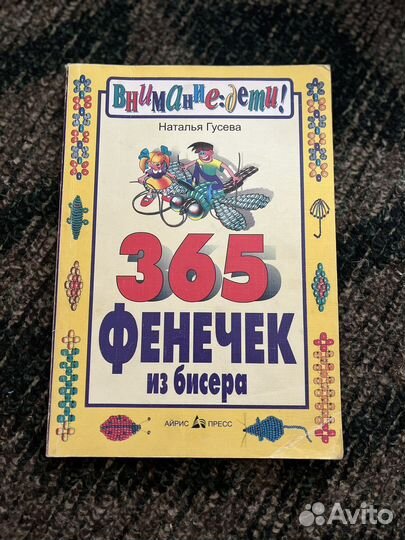 Внимание: дети!
Наталья Гусева
365
ФЕНЕЧЕК
из бисера
АЙРИС ПРЕСС
Avito